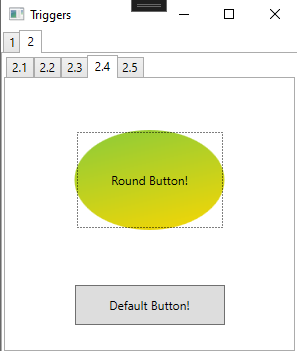 Triggers
1 2
2.1 2.2 2.3 2.4 2.5
Round Button!
Default Button!